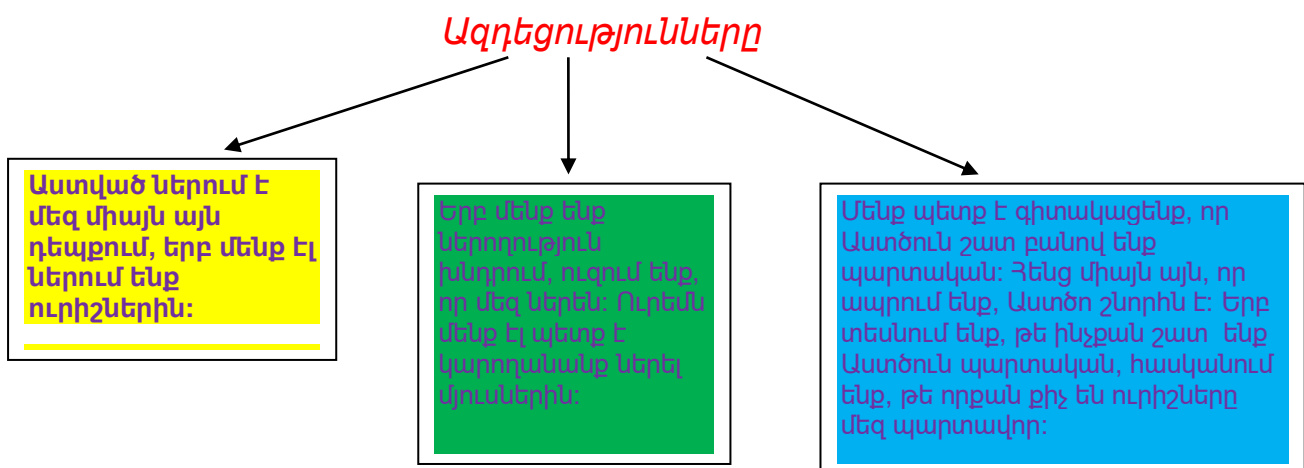 Ազդեցությունները
Աստված ներում է
մեզ միայն այն
դեպքում, երբ մենք էլ
ներում ենք
ուրիշներին:
Երբ մենք ենք
ներողություն
խնդրում, ուզում ենք,
որ մեզ ներեն: Ուրեմն
մենք էլ պետք է
կարողանանք ներել
մյուսներին:
Մենք պետք է գիտակացենք, որ
Աստծուն շատ բանով ենք
պարտական: Հենց միայն այն, որ
ապրում ենք, Աստծո շնորհն է: Երբ
տեսնում ենք, թե ինչքան շատ ենք
Աստծուն պարտական, հասկանում
ենք, թե որքան քիչ են ուրիշները
մեզ պարտավոր: